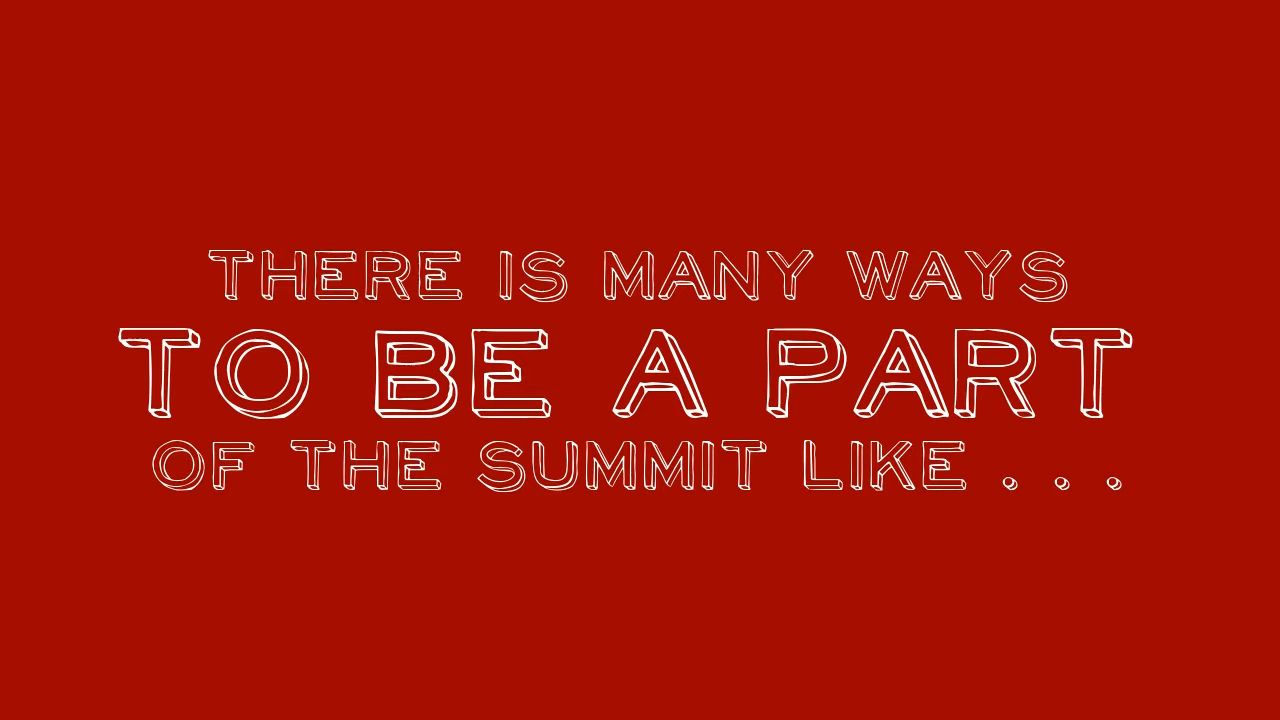 THERE IS MANY WAYS
TO BE A PART
OF THE SUMMIT LIKE . . .